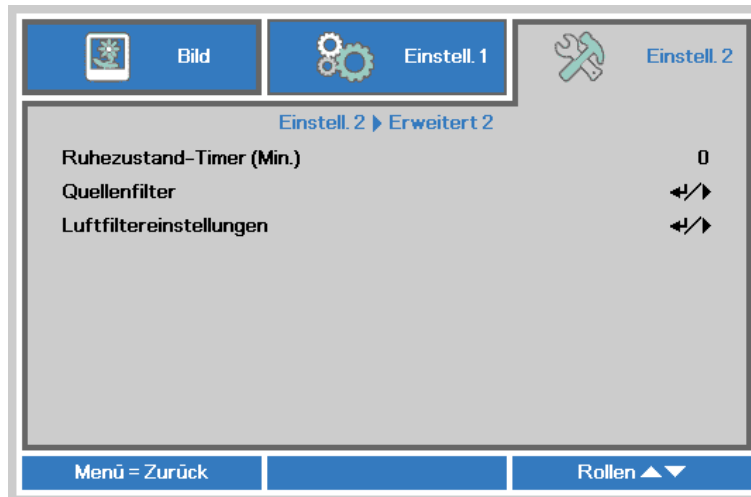 Bild
Einstell. 1
Einstell. 2
Einstell. 2 ▶ Erweitert 2
Ruhezustand-Timer (Min.) 0
Quellenfilter ↵/▶
Luftfiltereinstellungen ↵/▶
Menü = Zurück
Rollen ▲▼